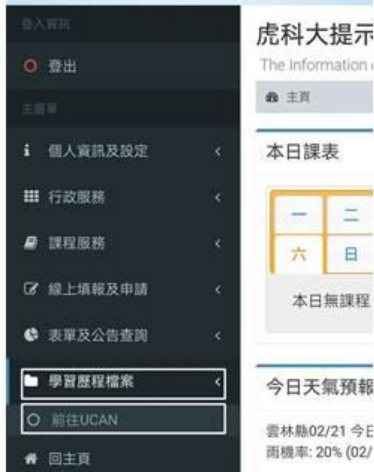 登入資訊
登出
主選單
個人資訊及設定
行政服務
課程服務
線上填報及申請
表單及公告查詢
學習歷程檔案
前往UCAN
回主頁
虎科大提示
The Information
主頁
本日課表
一 二
六 日
本日無課程
今日天氣預報
雲林縣02/21 今日
雨機率: 20% (02/